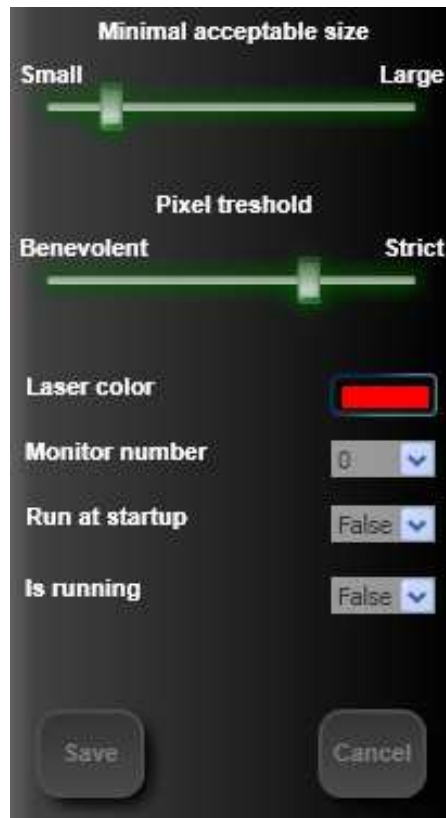 Minimal acceptable size
Small Large
Pixel treshold
Benevolent Strict
Laser color
Monitor number 0
Run at startup False
Is running False
Save Cancel